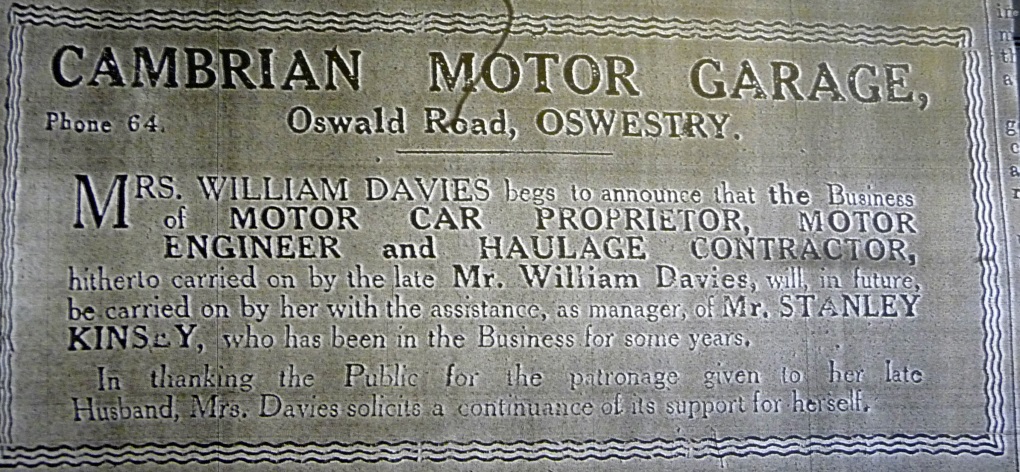 CAMBRIAN MOTOR GARAGE,
Phone 64. Oswald Road, OSWESTRY.
MRS. WILLIAM DAVIES begs to announce that the Business
of MOTOR CAR PROPRIETOR, MOTOR
ENGINEER and HAULAGE CONTRACTOR,
hitherto carried on by the late Mr. William Davies, will, in future,
be carried on by her with the assistance, as manager, of Mr. STANLEY
KINSEY, who has been in the Business for some years.
In thanking the Public for the patronage given to her late
Husband, Mrs. Davies solicits a continuance of its support for herself.